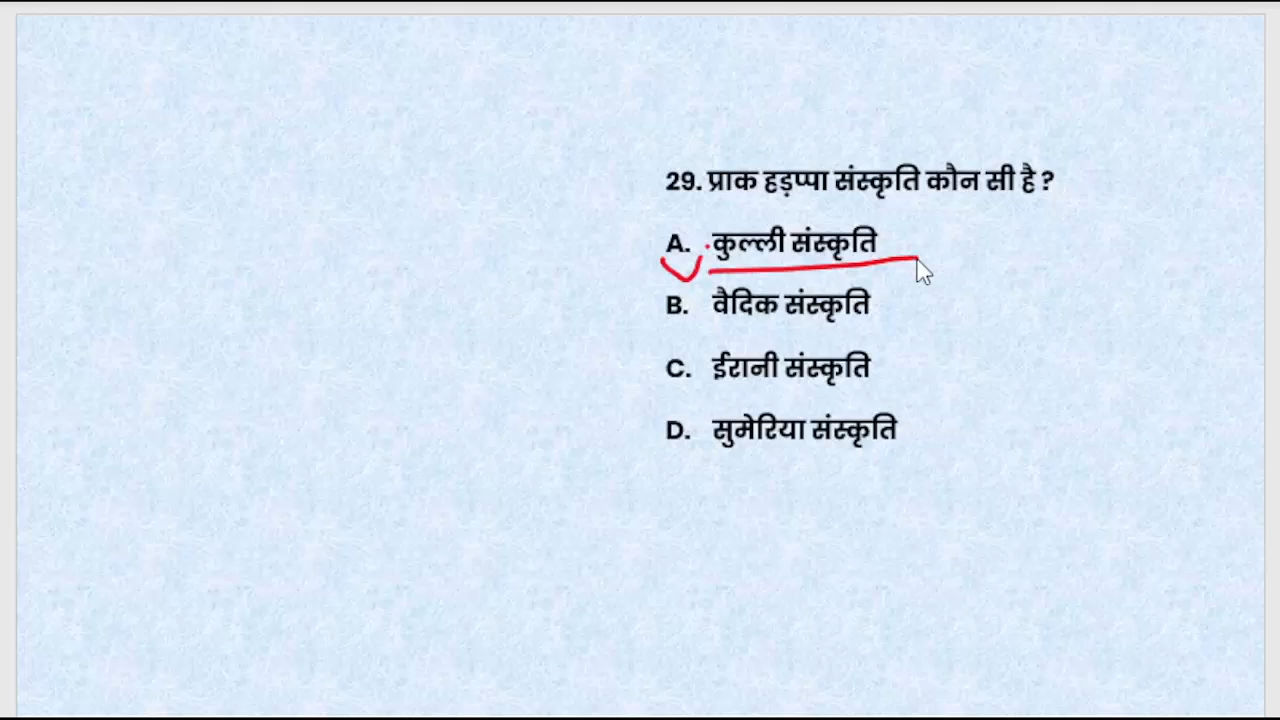 29. प्राक हड़प्पा संस्कृति कौन सी है ?
A. कुल्ली संस्कृति
B. वैदिक संस्कृति
C. ईरानी संस्कृति
D. सुमेरिया संस्कृति